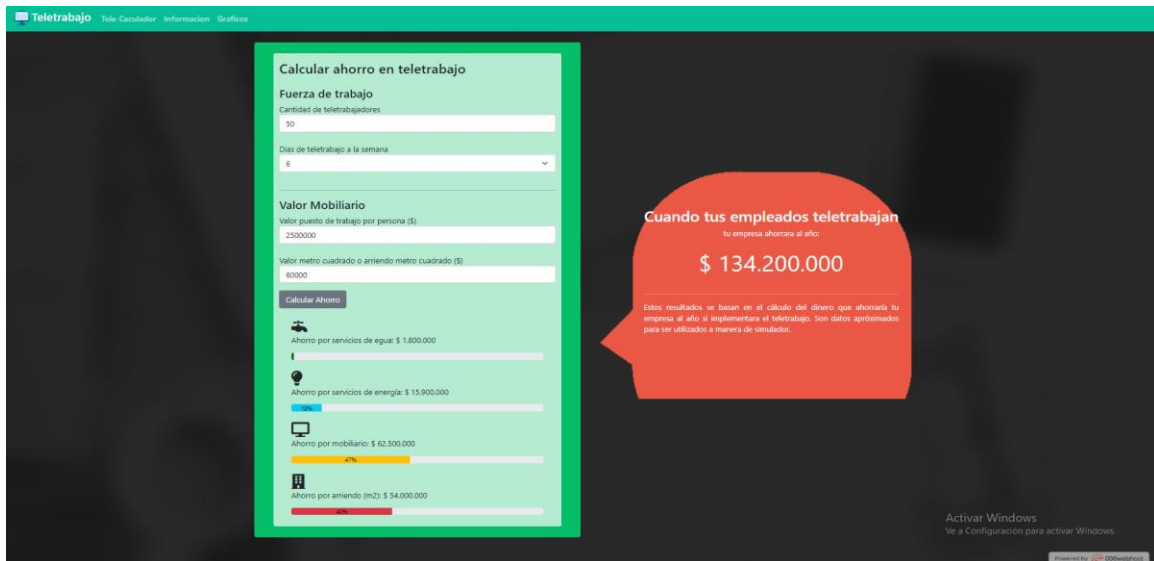 Teletrabajo Tele-Caculador Informacion Graficos
Calcular ahorro en teletrabajo
Fuerza de trabajo
Cantidad de teletrabajadores
50
Dias de teletrabajo a la semana
6
Valor Mobiliario
Valor puesto de trabajo por persona ($)
2500000
Valor metro cuadrado o arriendo metro cuadrado ($)
60000
Calcular Ahorro
Ahorro por servicios de egua: $ 1.800.000
Ahorro por servicios de energía: $ 15.900.000
12%
Ahorro por mobiliario: $ 62.500.000
47%
Ahorro por arriendo (m2): $ 54.000.000
40%
Cuando tus empleados teletrabajan
tu empresa ahorrara al año:
$ 134.200.000
Estos resultados se basan en el cálculo del dinero que ahorraría tu
empresa al año si implementara el teletrabajo. Son datos apróximados
para ser utilizados a manera de simulador.
Activar Windows
Ve a Configuración para activar Windows.
Powered by 000webhost